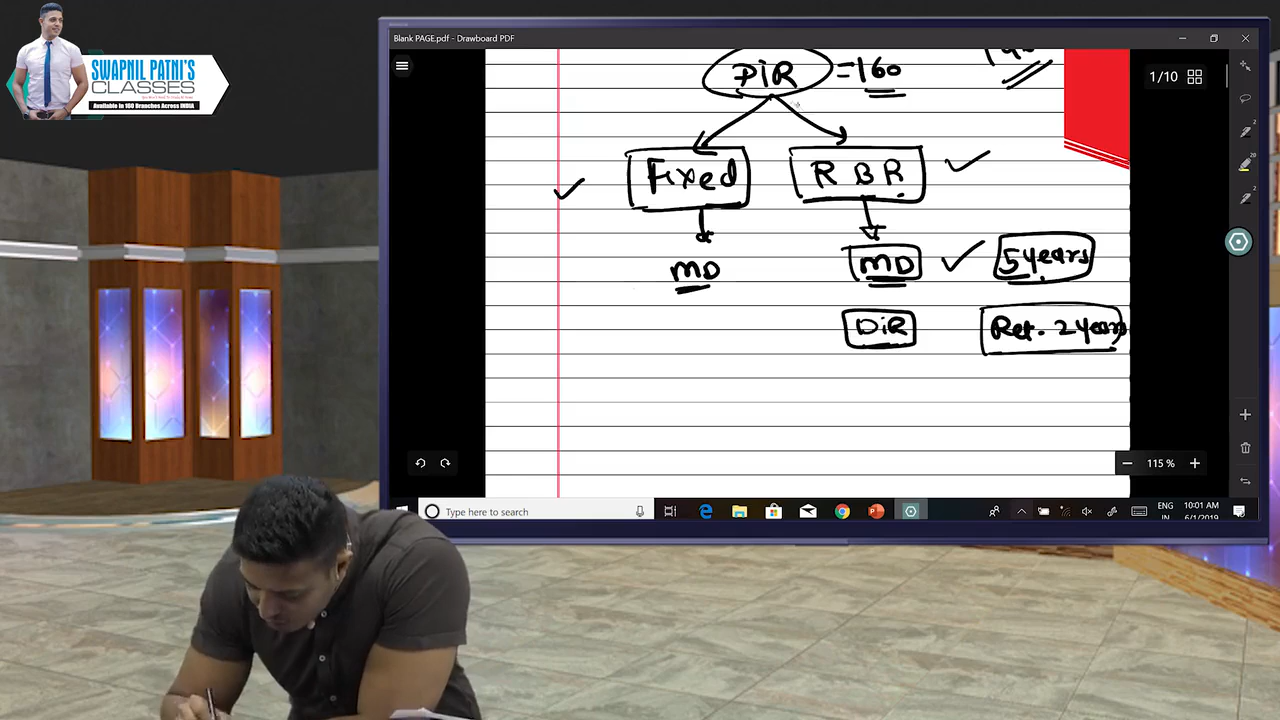 SWAPNIL PATNI'S
CLASSES
Available in 160 Branches Across INDIA
Blank PAGE.pdf - Drawboard PDF
1/10
DiR =160
Fixed
RBR
MD
MD
5 years
DiR
Ret. 2 years
115 %
Type here to search
ENG
IN
10:01 AM
6/1/2019